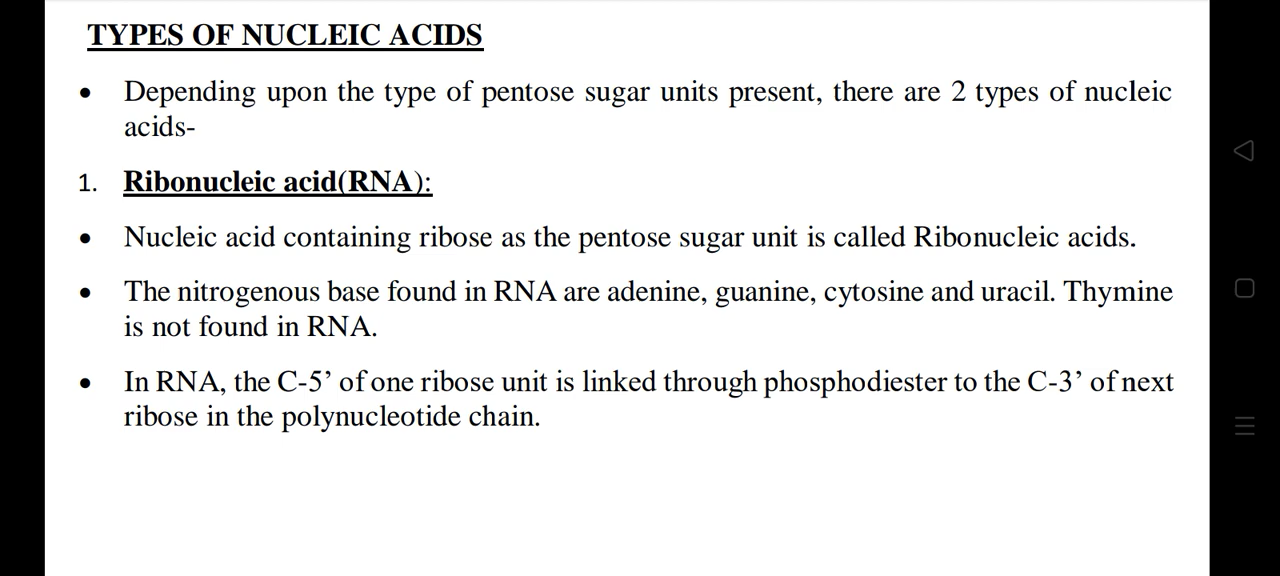 TYPES OF NUCLEIC ACIDS
• Depending upon the type of pentose sugar units present, there are 2 types of nucleic
acids-
1. Ribonucleic acid(RNA):
• Nucleic acid containing ribose as the pentose sugar unit is called Ribonucleic acids.
• The nitrogenous base found in RNA are adenine, guanine, cytosine and uracil. Thymine
is not found in RNA.
• In RNA, the C-5’ of one ribose unit is linked through phosphodiester to the C-3’ of next
ribose in the polynucleotide chain.